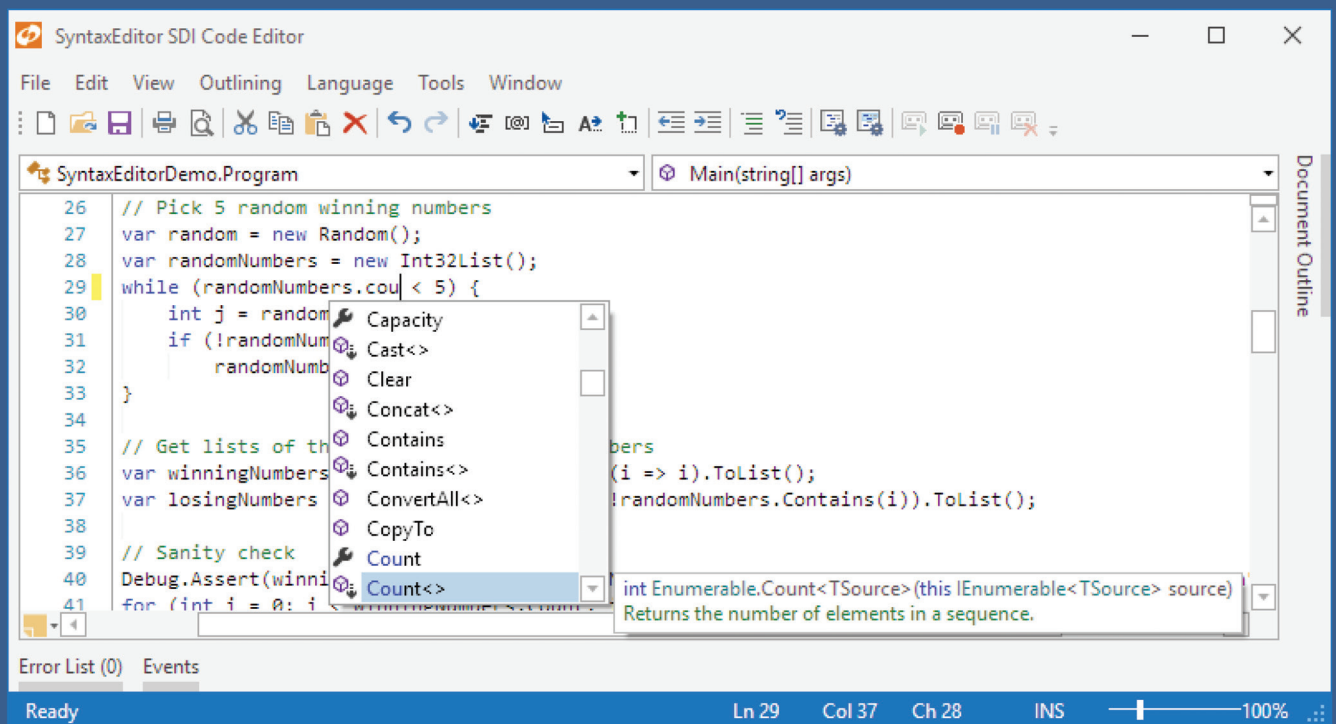 SyntaxEditor SDI Code Editor
File Edit View Outlining Language Tools Window
SyntaxEditorDemo.Program
Main(string[] args)
Document Outline
26 // Pick 5 random winning numbers
27 var random = new Random();
28 var randomNumbers = new Int32List();
29 while (randomNumbers.cou < 5) {
30 int j = random
31 if (!randomNum
32 randomNumb
33 }
34
35 // Get lists of th bers
36 var winningNumbers (i => i).ToList();
37 var losingNumbers !randomNumbers.Contains(i)).ToList();
38
39 // Sanity check
40 Debug.Assert(winni
41 for (int i = 0; i <
Capacity
Cast<>
Clear
Concat<>
Contains
Contains<>
ConvertAll<>
CopyTo
Count
Count<>
int Enumerable.Count<TSource>(this IEnumerable<TSource> source)
Returns the number of elements in a sequence.
Error List (0) Events
Ready Ln 29 Col 37 Ch 28 INS 100%